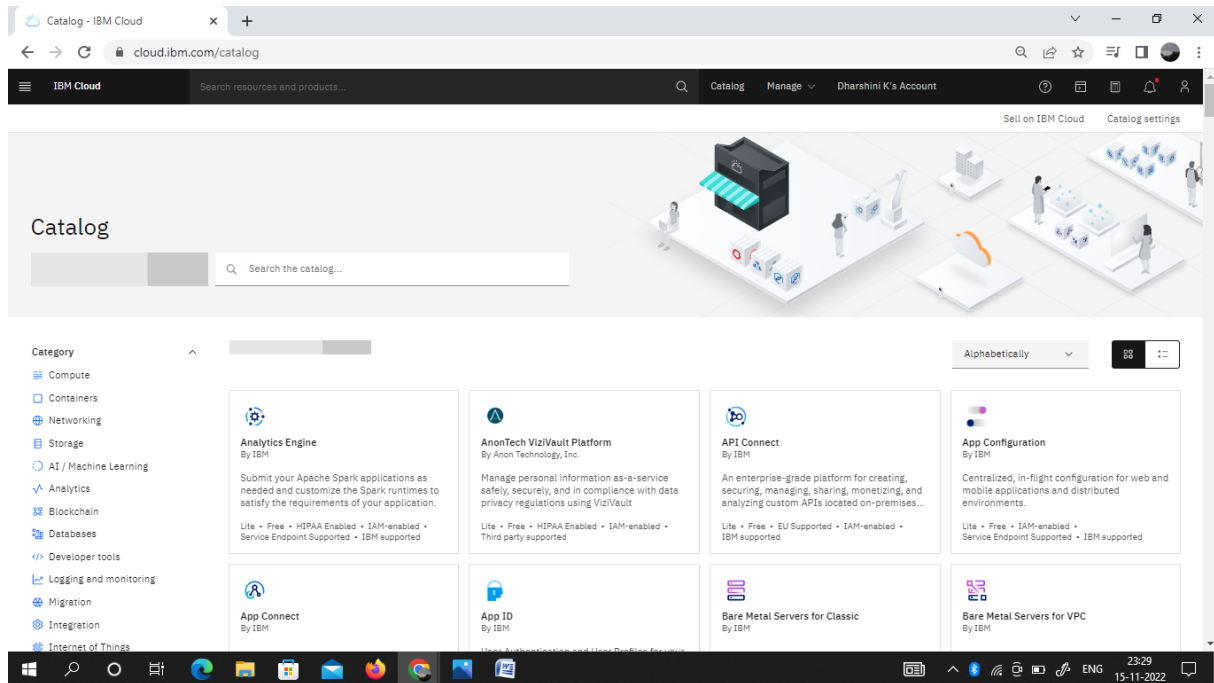 Catalog - IBM Cloud
cloud.ibm.com/catalog
IBM Cloud
Search resources and products...
Catalog
Manage
Dharshini K's Account
Sell on IBM Cloud
Catalog settings
Catalog
Search the catalog...
Category
Compute
Containers
Networking
Storage
AI / Machine Learning
Analytics
Blockchain
Databases
Developer tools
Logging and monitoring
Migration
Integration
Internet of Things
Alphabetically
Analytics Engine
By IBM
Submit your Apache Spark applications as
needed and customize the Spark runtimes to
satisfy the requirements of your application.
Lite • Free • HIPAA Enabled • IAM-enabled •
Service Endpoint Supported • IBM supported
AnonTech ViziVault Platform
By Anon Technology, Inc.
Manage personal information as-a-service
safely, securely, and in compliance with data
privacy regulations using ViziVault
Lite • Free • HIPAA Enabled • IAM-enabled •
Third party supported
API Connect
By IBM
An enterprise-grade platform for creating,
securing, managing, sharing, monetizing, and
analyzing custom APIs located on-premises...
Lite • Free • EU Supported • IAM-enabled •
IBM supported
App Configuration
By IBM
Centralized, in-flight configuration for web and
mobile applications and distributed
environments.
Lite • Free • IAM-enabled •
Service Endpoint Supported • IBM supported
App Connect
By IBM
App ID
By IBM
User Authentication and User Profiles for your
Bare Metal Servers for Classic
By IBM
Bare Metal Servers for VPC
By IBM
ENG
23:29
15-11-2022